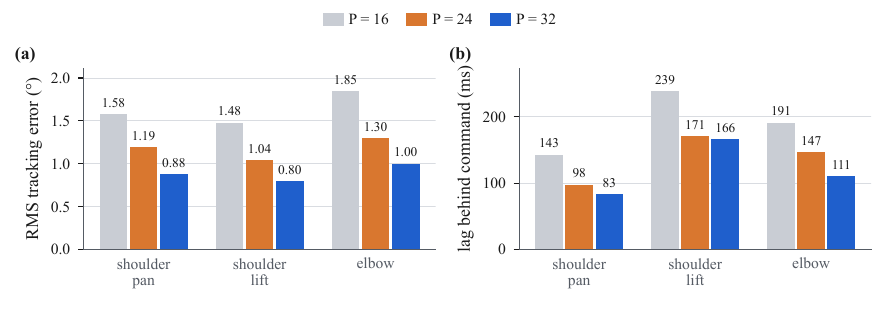 P = 16 P = 24 P = 32
(a)
RMS tracking error (°)
2.0
1.5
1.0
0.5
0.0
1.58
1.19
0.88
1.48
1.04
0.80
1.85
1.30
1.00
shoulder
pan
shoulder
lift
elbow
(b)
lag behind command (ms)
200
100
0
143
98
83
239
171
166
191
147
111
shoulder
pan
shoulder
lift
elbow